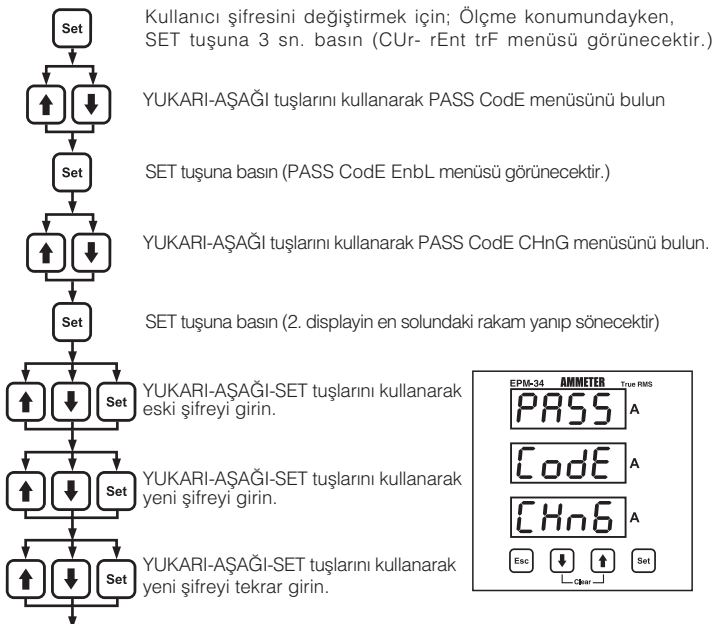 Set
Kullanıcı şifresini değiştirmek için; Ölçme konumundayken,
SET tuşuna 3 sn. basın (CUr- rEnt trF menüsü görünecektir.)
YUKARI-AŞAĞI tuşlarını kullanarak PASS CodE menüsünü bulun
Set
SET tuşuna basın (PASS CodE EnbL menüsü görünecektir.)
YUKARI-AŞAĞI tuşlarını kullanarak PASS CodE CHnG menüsünü bulun.
Set
SET tuşuna basın (2. displayin en solundaki rakam yanıp sönecektir)
Set
YUKARI-AŞAĞI-SET tuşlarını kullanarak
eski şifreyi girin.
Set
YUKARI-AŞAĞI-SET tuşlarını kullanarak
yeni şifreyi girin.
Set
YUKARI-AŞAĞI-SET tuşlarını kullanarak
yeni şifreyi tekrar girin.
EPM-34 AMMETER True RMS
PASS A
CodE A
CHnG A
Esc Set
Clear